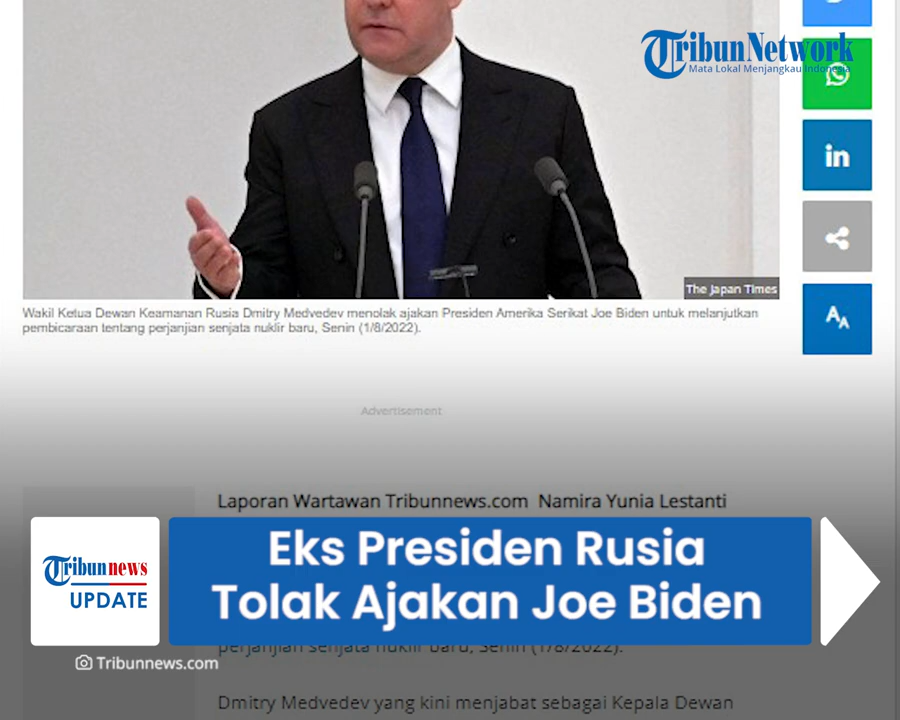 TribunNetwork
Mata Lokal Menjangkau Indonesia
in
The Japan Times
Wakil Ketua Dewan Keamanan Rusia Dmitry Medvedev menolak ajakan Presiden Amerika Serikat Joe Biden untuk melanjutkan
pembicaraan tentang perjanjian senjata nuklir baru, Senin (1/8/2022).
AA
Advertisement
Laporan Wartawan Tribunnews.com Namira Yunia Lestanti
Tribunnews
UPDATE
Eks Presiden Rusia
Tolak Ajakan Joe Biden
perjanjian senjata nuklir baru, Senin (1/8/2022).
Tribunnews.com
Dmitry Medvedev yang kini menjabat sebagai Kepala Dewan